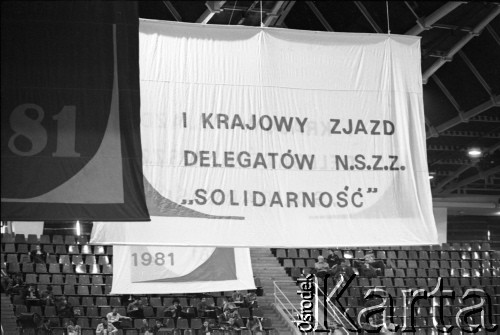 81
I KRAJOWY ZJAZD
DELEGATÓW N.S.Z.Z.
„SOLIDARNOŚĆ”
1981
Ośrodek
Karta